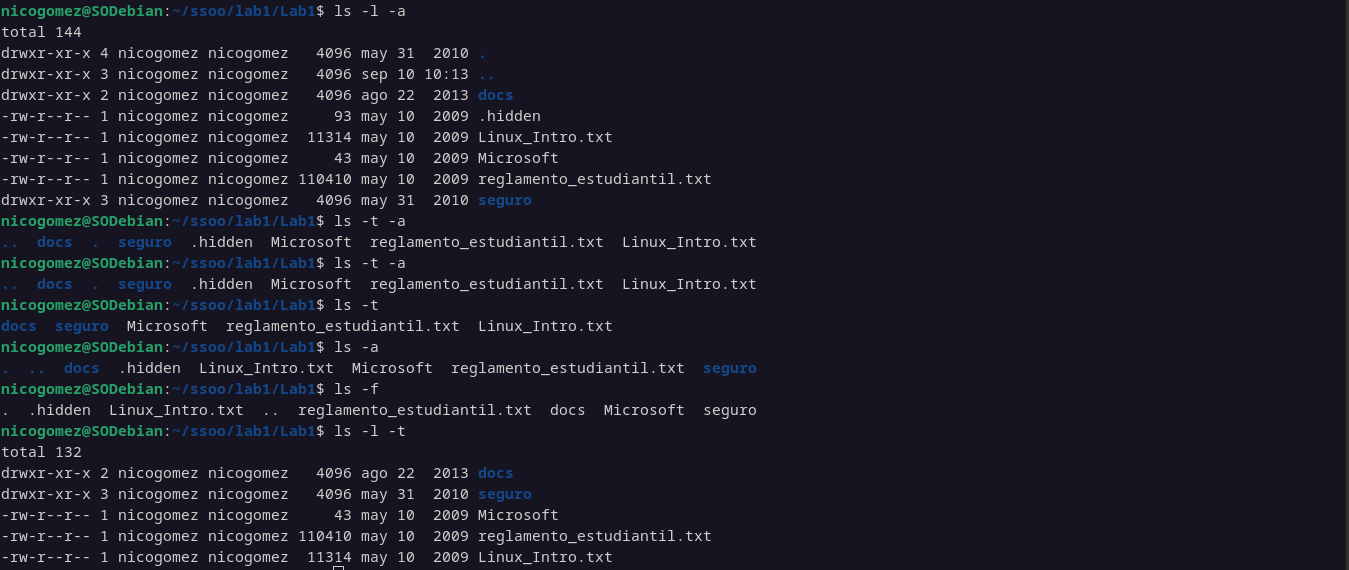 nicogomez@SODebian:~/ssoo/lab1/Lab1$ ls -l -a
total 144
drwxr-xr-x 4 nicogomez nicogomez   4096 may 31  2010 .
drwxr-xr-x 3 nicogomez nicogomez   4096 sep 10 10:13 ..
drwxr-xr-x 2 nicogomez nicogomez   4096 ago 22  2013 docs
-rw-r--r-- 1 nicogomez nicogomez     93 may 10  2009 .hidden
-rw-r--r-- 1 nicogomez nicogomez  11314 may 10  2009 Linux_Intro.txt
-rw-r--r-- 1 nicogomez nicogomez     43 may 10  2009 Microsoft
-rw-r--r-- 1 nicogomez nicogomez 110410 may 10  2009 reglamento_estudiantil.txt
drwxr-xr-x 3 nicogomez nicogomez   4096 may 31  2010 seguro
nicogomez@SODebian:~/ssoo/lab1/Lab1$ ls -t -a
..  docs  .  seguro  .hidden  Microsoft  reglamento_estudiantil.txt  Linux_Intro.txt
nicogomez@SODebian:~/ssoo/lab1/Lab1$ ls -t -a
..  docs  .  seguro  .hidden  Microsoft  reglamento_estudiantil.txt  Linux_Intro.txt
nicogomez@SODebian:~/ssoo/lab1/Lab1$ ls -t
docs  seguro  Microsoft  reglamento_estudiantil.txt  Linux_Intro.txt
nicogomez@SODebian:~/ssoo/lab1/Lab1$ ls -a
.  ..  docs  .hidden  Linux_Intro.txt  Microsoft  reglamento_estudiantil.txt  seguro
nicogomez@SODebian:~/ssoo/lab1/Lab1$ ls -f
.  .hidden  Linux_Intro.txt  ..  reglamento_estudiantil.txt  docs  Microsoft  seguro
nicogomez@SODebian:~/ssoo/lab1/Lab1$ ls -l -t
total 132
drwxr-xr-x 2 nicogomez nicogomez   4096 ago 22  2013 docs
drwxr-xr-x 3 nicogomez nicogomez   4096 may 31  2010 seguro
-rw-r--r-- 1 nicogomez nicogomez     43 may 10  2009 Microsoft
-rw-r--r-- 1 nicogomez nicogomez 110410 may 10  2009 reglamento_estudiantil.txt
-rw-r--r-- 1 nicogomez nicogomez  11314 may 10  2009 Linux_Intro.txt